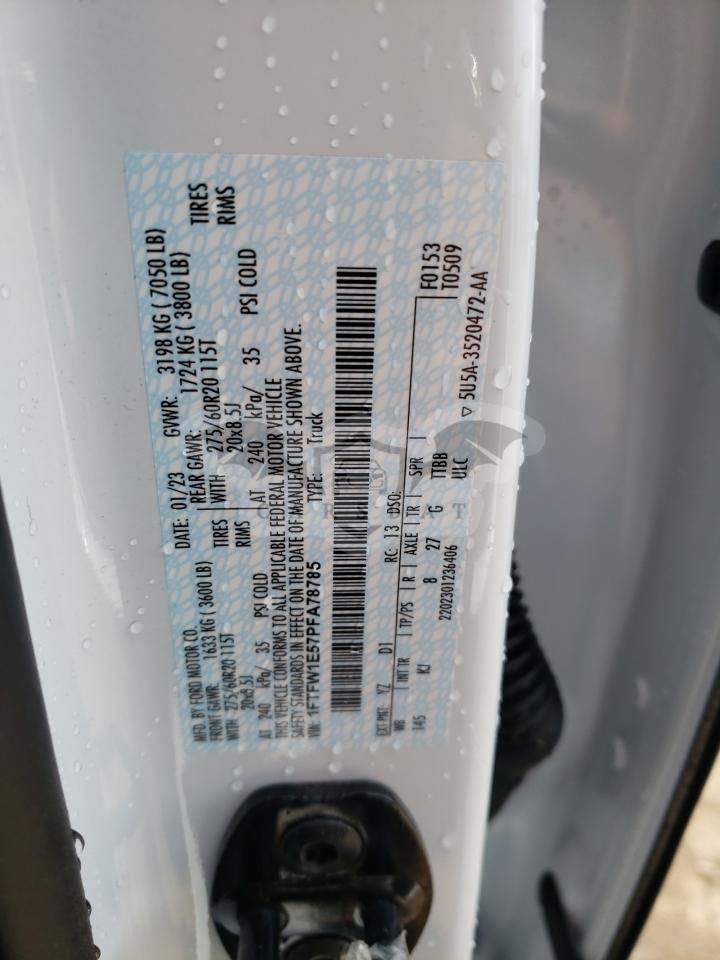 MFD. BY FORD MOTOR CO. DATE: 01/23 GVWR: 3198 KG ( 7050 LB)
FRONT GAWR: 1633 KG ( 3600 LB) REAR GAWR: 1724 KG ( 3800 LB)
WITH 275/60R20 115T TIRES WITH 275/60R20 115T TIRES
20x8.5J RIMS 20x8.5J RIMS
AT 240 kPa/ 35 PSI COLD AT 240 kPa/ 35 PSI COLD
THIS VEHICLE CONFORMS TO ALL APPLICABLE FEDERAL MOTOR VEHICLE
SAFETY STANDARDS IN EFFECT ON THE DATE OF MANUFACTURE SHOWN ABOVE.
VIN: 1FTFW1E57PFA78785 TYPE: Truck
EXT PNT: YZ D1 RC: 13 DSO: F0153
WB INT TR TP/PS R AXLE TR SPR T0509
145 KJ 8 27 G TTBB
2202301236406 ULC ▽ 5U5A-3520472-AA